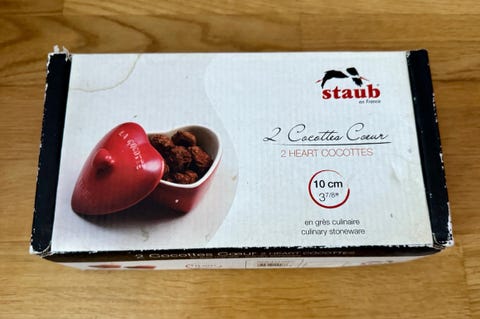 staub
en France
2 Cocottes Cœur
2 HEART COCOTTES
10 cm
3 7/8"
en grès culinaire
culinary stoneware
LA COCOTTE
2 Cocottes Cœur 2 HEART COCOTTES